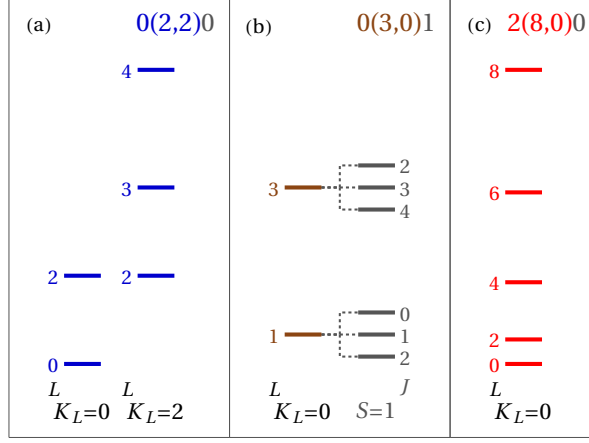 (a) 0(2,2)0
4
3
2 2
0
L L
K_L=0 K_L=2
(b) 0(3,0)1
2
3 3
4
0
1 1
2
L J
K_L=0 S=1
(c) 2(8,0)0
8
6
4
2
0
L
K_L=0